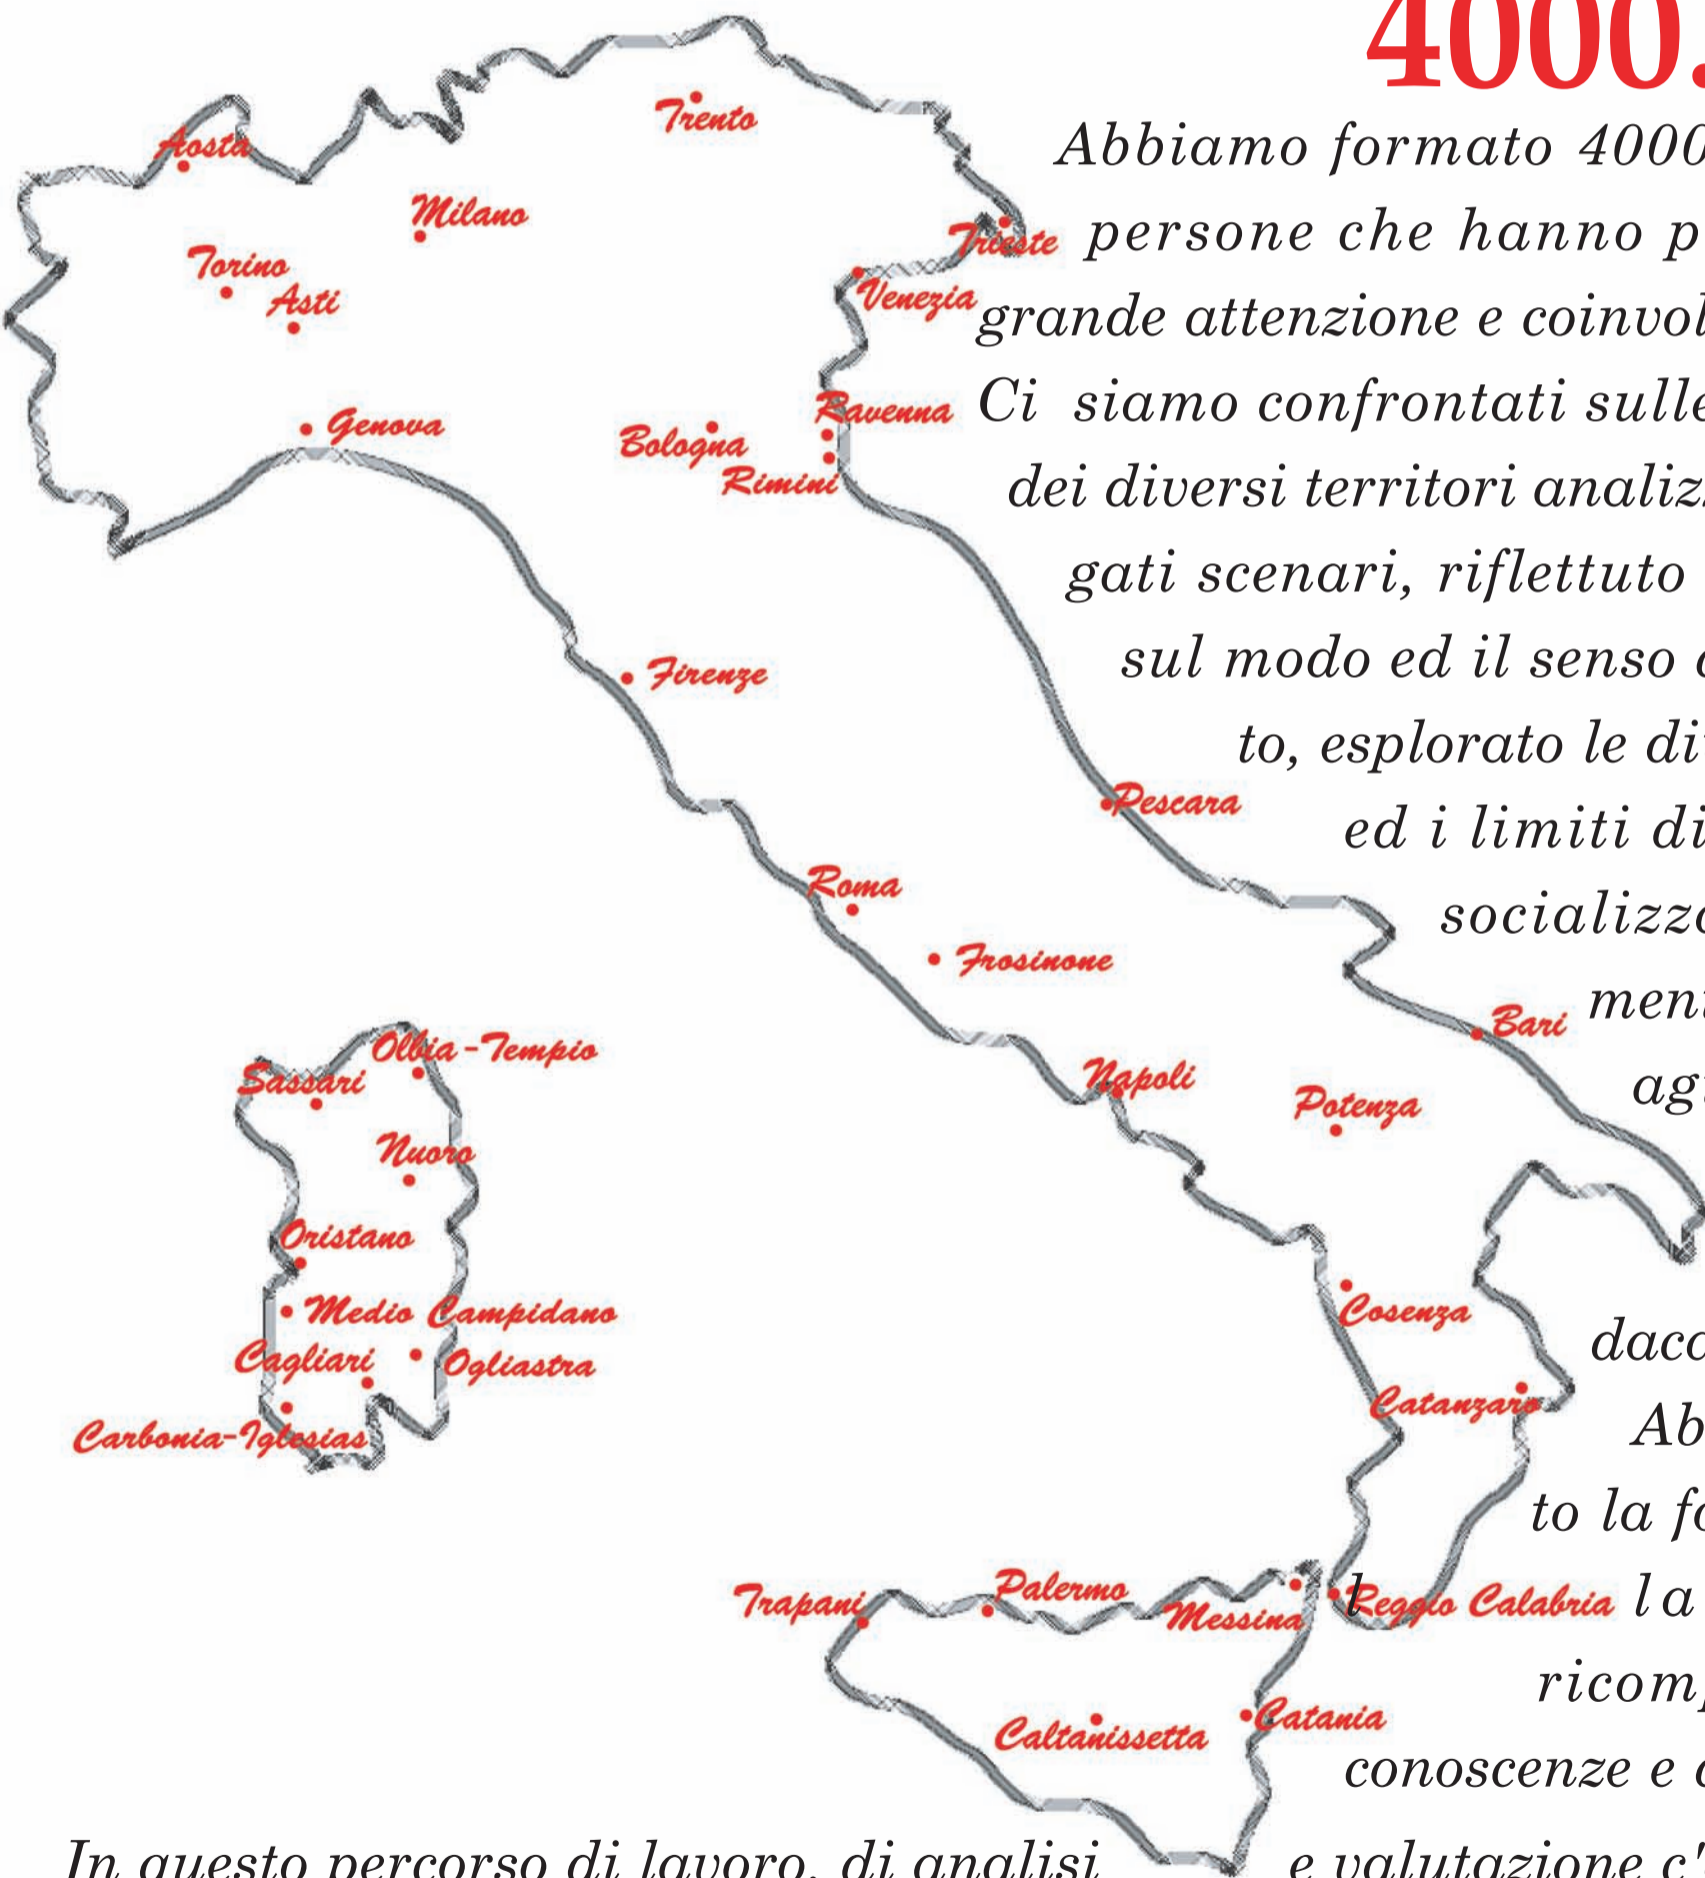 4000.
Abbiamo formato 4000
persone che hanno p
grande attenzione e coinvol
Ci siamo confrontati sulle
dei diversi territori analiz
gati scenari, riflettuto
sul modo ed il senso
to, esplorato le di
ed i limiti di
socializz
men
ag
dac
Ab
to la fo
l la
ricom
conoscenze e
In questo percorso di lavoro, di analisi e valutazione c'
Trento
Aosta
Milano
Trieste
Torino
Venezia
Asti
Ravenna
Genova
Bologna
Rimini
Firenze
Pescara
Roma
Frosinone
Bari
Olbia-Tempio
Sassari
Napoli
Potenza
Nuoro
Oristano
Medio Campidano
Cosenza
Cagliari
Ogliastra
Catanzaro
Carbonia-Iglesias
Trapani
Palermo
Messina
Reggio Calabria
Caltanissetta
Catania